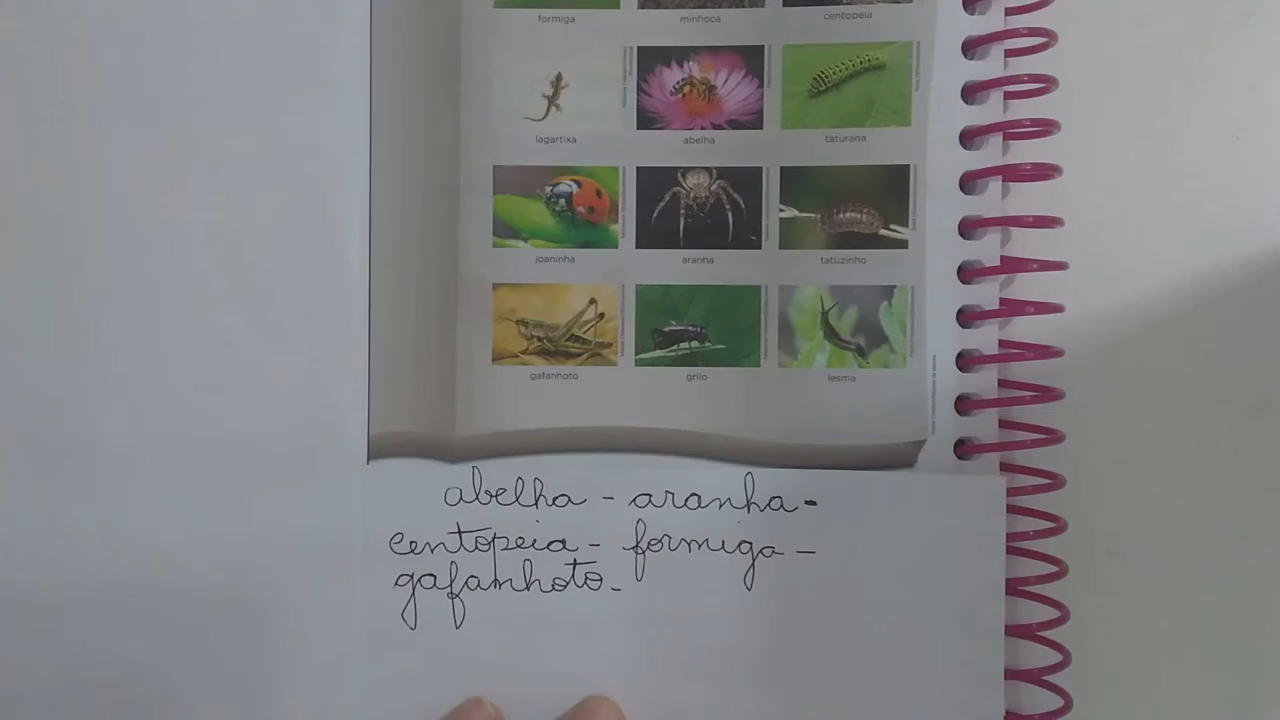 formiga minhoca centopeia
lagartixa abelha taturana
joaninha aranha tatuzinho
gafanhoto grilo lesma
abelha - aranha -
centopeia - formiga -
gafanhoto -